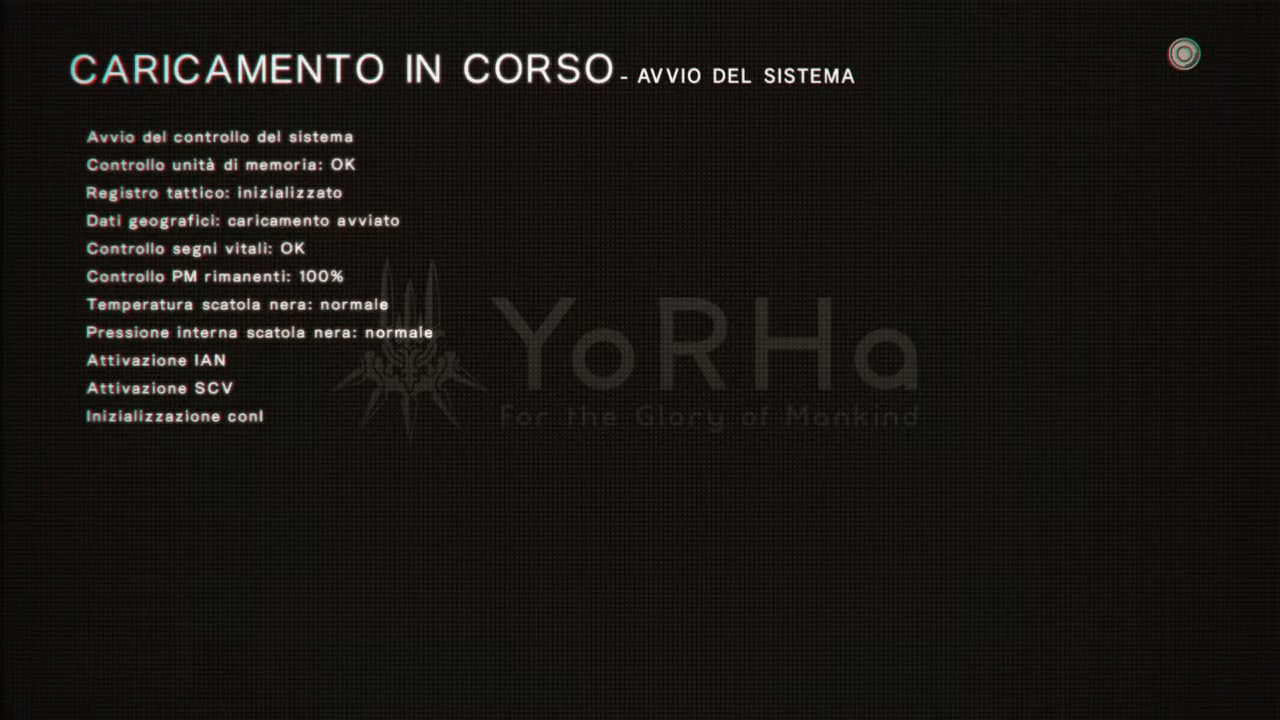 CARICAMENTO IN CORSO - AVVIO DEL SISTEMA
Avvio del controllo del sistema
Controllo unità di memoria: OK
Registro tattico: inizializzato
Dati geografici: caricamento avviato
Controllo segni vitali: OK
Controllo PM rimanenti: 100%
Temperatura scatola nera: normale
Pressione interna scatola nera: normale
Attivazione IAN
Attivazione SCV
Inizializzazione conl
YoRHa
For the Glory of Mankind